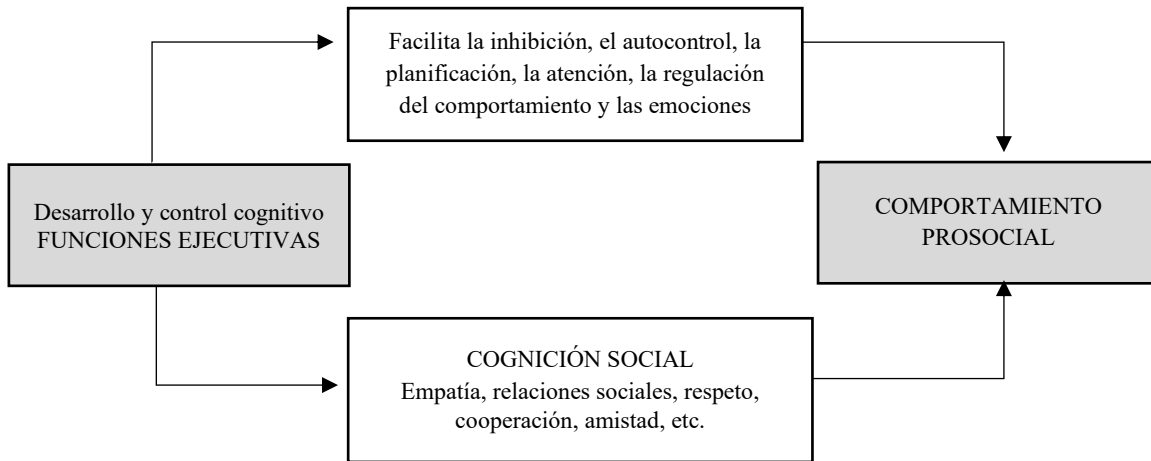 Facilita la inhibición, el autocontrol, la
planificación, la atención, la regulación
del comportamiento y las emociones
Desarrollo y control cognitivo
FUNCIONES EJECUTIVAS
COMPORTAMIENTO
PROSOCIAL
COGNICIÓN SOCIAL
Empatía, relaciones sociales, respeto,
cooperación, amistad, etc.